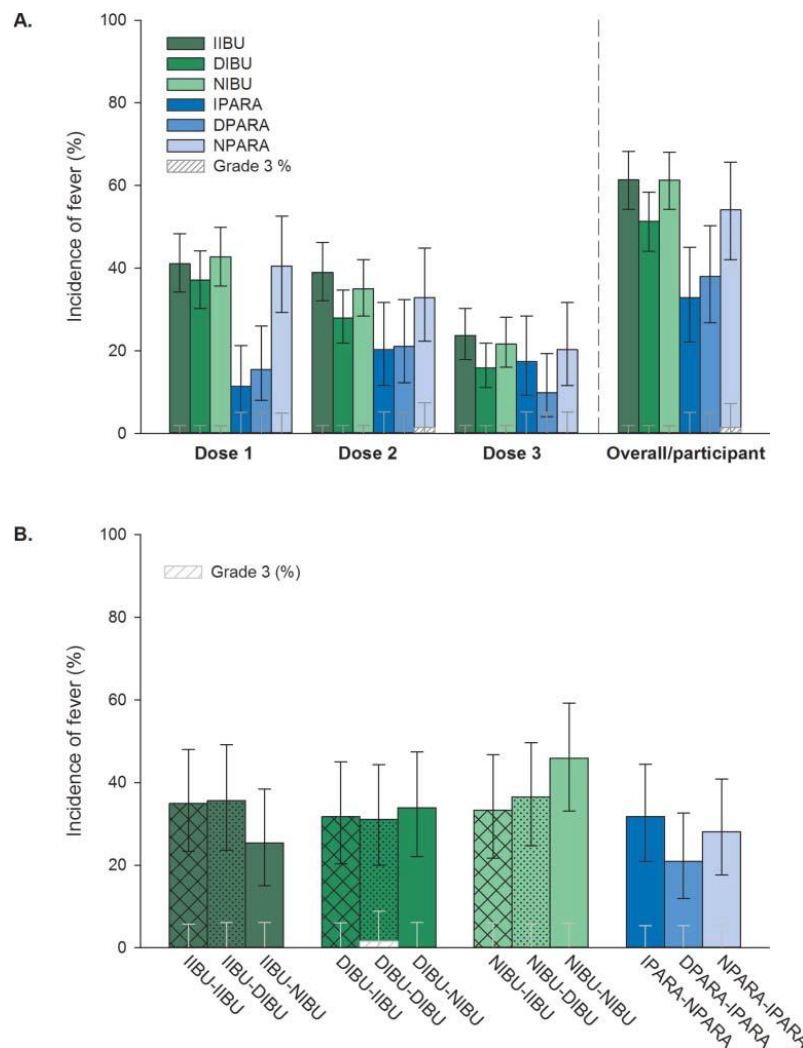 A.
Incidence of fever (%)
100
80
60
40
20
0
IIBU
DIBU
NIBU
IPARA
DPARA
NPARA
Grade 3 %
Dose 1 Dose 2 Dose 3 Overall/participant
B.
Incidence of fever (%)
100
80
60
40
20
0
Grade 3 (%)
IIBU-IIBU
IIBU-DIBU
IIBU-NIBU
DIBU-IIBU
DIBU-DIBU
DIBU-NIBU
NIBU-IIBU
NIBU-DIBU
NIBU-NIBU
IPARA-NPARA
DPARA-IPARA
NPARA-IPARA